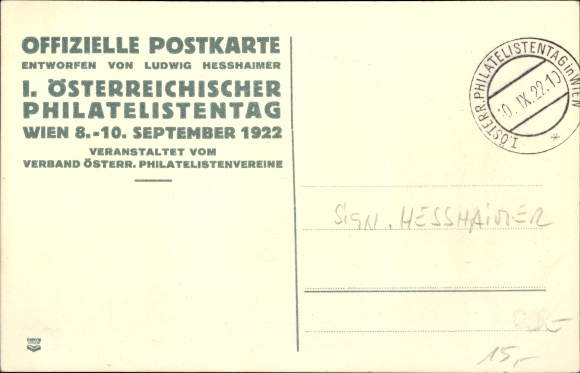 OFFIZIELLE POSTKARTE
ENTWORFEN VON LUDWIG HESSHAIMER
I. ÖSTERREICHISCHER
PHILATELISTENTAG
WIEN 8.-10. SEPTEMBER 1922
VERANSTALTET VOM
VERBAND ÖSTERR. PHILATELISTENVEREINE
I. ÖSTERR. PHILATELISTENTAG in WIEN
10. IX. 22. 10
*
SIGN. HESSHAIMER
15,-